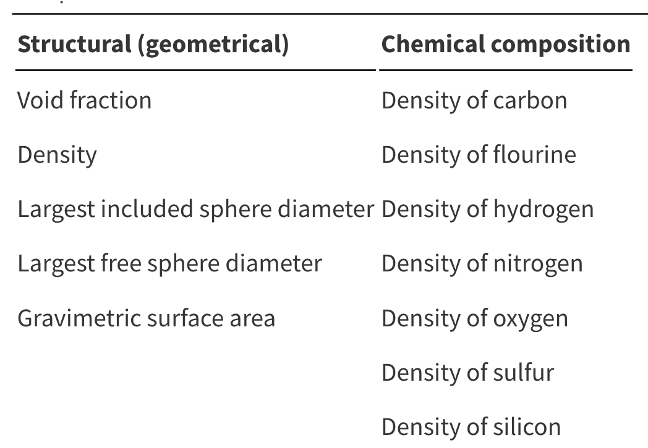 Structural (geometrical) Chemical composition
Void fraction Density of carbon
Density Density of flourine
Largest included sphere diameter Density of hydrogen
Largest free sphere diameter Density of nitrogen
Gravimetric surface area Density of oxygen
Density of sulfur
Density of silicon